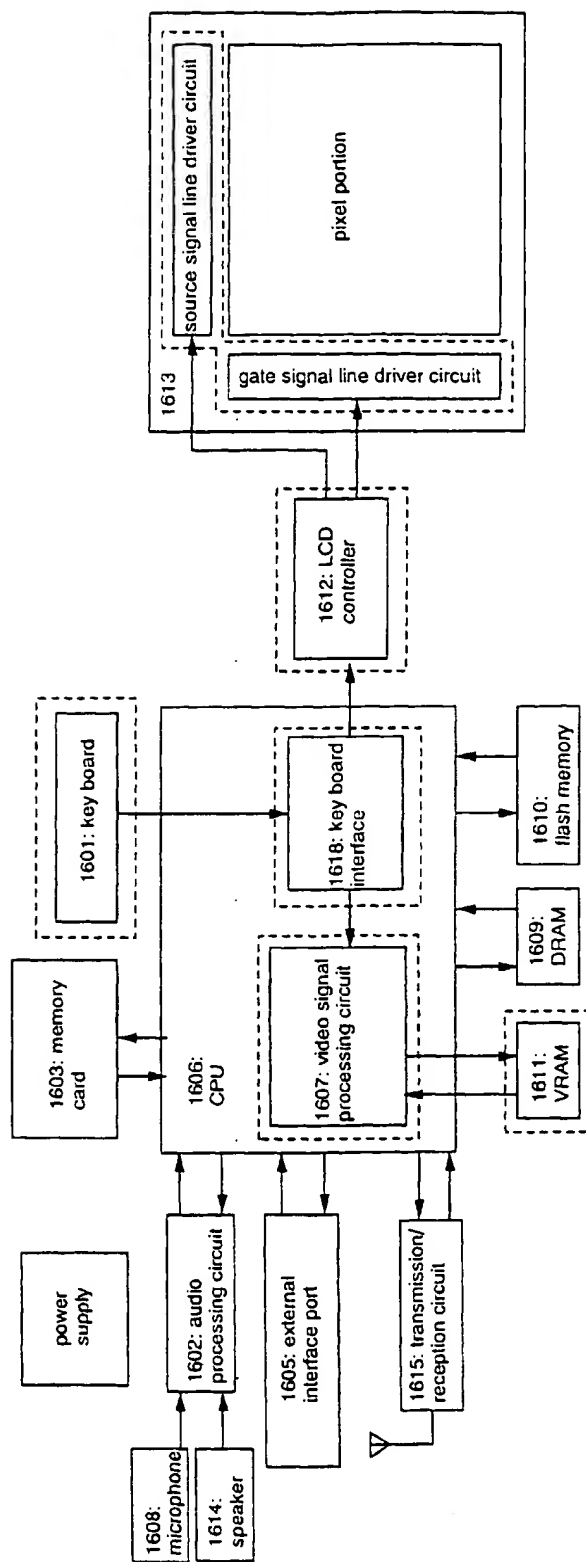 power
supply
1608:
microphone
1614:
speaker
1602: audio
processing circuit
1605: external
interface port
1615: transmission/
reception circuit
1603: memory
card
1601: key board
1606:
CPU
1607: video signal
processing circuit
1618: key board
interface
1611:
VRAM
1609:
DRAM
1610:
flash memory
1612: LCD
controller
1613
source signal line driver circuit
gate signal line driver circuit
pixel portion